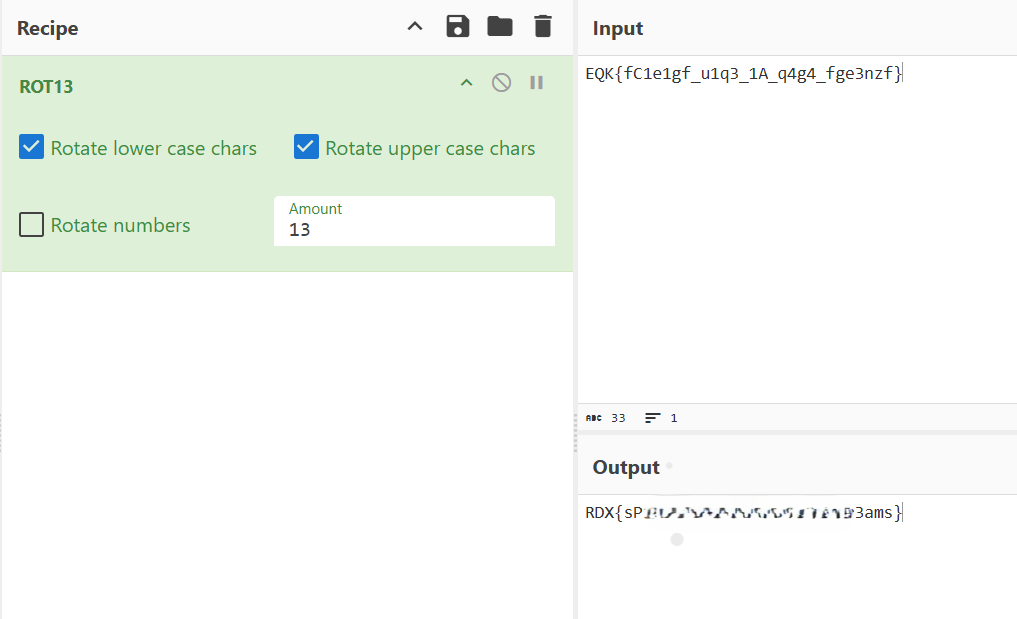 Recipe
ROT13
Rotate lower case chars
Rotate upper case chars
Rotate numbers
Amount
13
Input
EQK{fC1e1gf_u1q3_1A_q4g4_fge3nzf}
ABC 33 1
Output
RDX{sP 3ams}